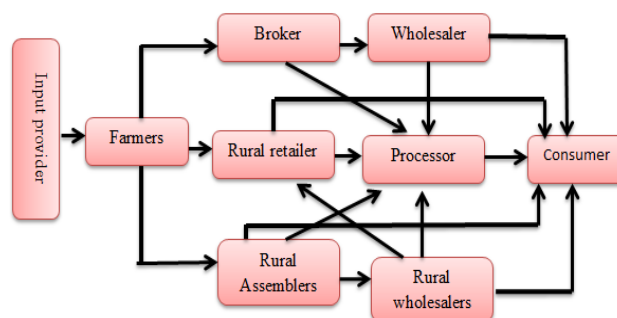 Input provider
Farmers
Broker
Wholesaler
Rural retailer
Processor
Consumer
Rural
Assemblers
Rural
wholesalers